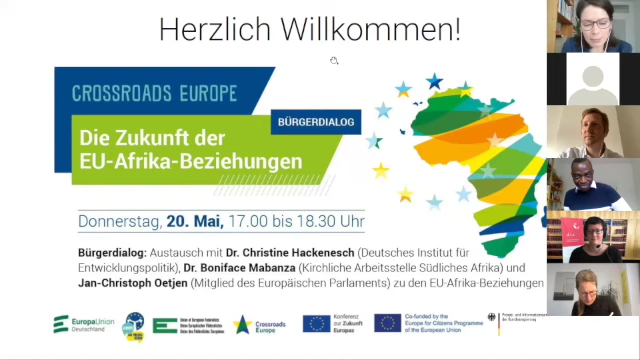 Herzlich Willkommen!
CROSSROADS EUROPE
BÜRGERDIALOG
Die Zukunft der
EU-Afrika-Beziehungen
Donnerstag, 20. Mai, 17.00 bis 18.30 Uhr
Bürgerdialog: Austausch mit Dr. Christine Hackenesch (Deutsches Institut für
Entwicklungspolitik), Dr. Boniface Mabanza (Kirchliche Arbeitsstelle Südliches Afrika) und
Jan-Christoph Oetjen (Mitglied des Europäischen Parlaments) zu den EU-Afrika-Beziehungen
EuropaUnion
Deutschland
Crossroads
Europe
Konferenz
zur Zukunft
Europas
Co-funded by the
Europe for Citizens Programme
of the European Union